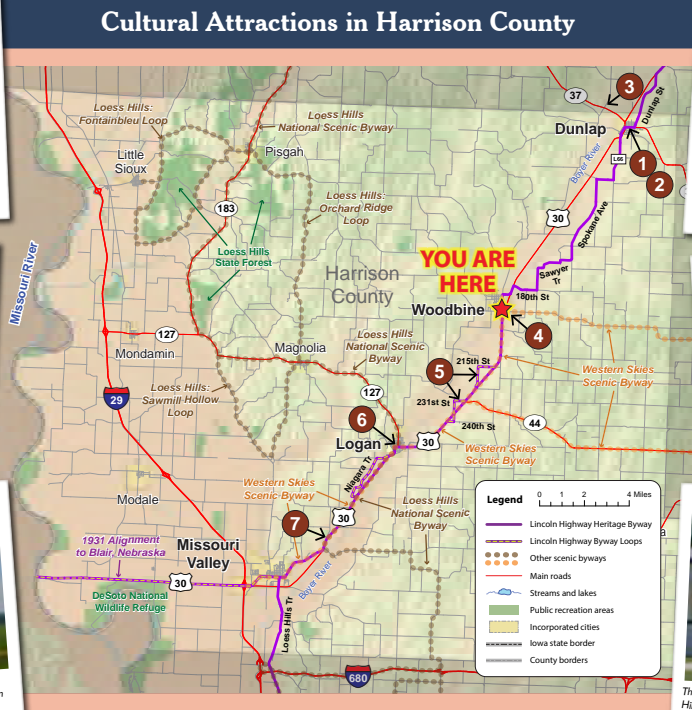 Cultural Attractions in Harrison County
Loess Hills:
Fontainbleu Loop
Loess Hills
National Scenic Byway
37
3
Dunlap St
Dunlap
Little
Sioux
Pisgah
Boyer River
L66
1
2
183
Loess Hills:
Orchard Ridge
Loop
30
Spokane Ave
Loess Hills
State Forest
Missouri River
Harrison
County
YOU ARE
HERE
Sawyer
Tr
180th St
Woodbine
4
127
Mondamin
Magnolia
Loess Hills
National Scenic
Byway
215th St
5
Western Skies
Scenic Byway
Loess Hills:
Sawmill Hollow
Loop
29
127
231st St
6
240th St
44
Logan
30
Western Skies
Scenic Byway
Niagara Tr
Modale
Western Skies
Scenic Byway
Loess Hills
National Scenic
Byway
30
7
1931 Alignment
to Blair, Nebraska
Missouri
Valley
30
Boyer River
DeSoto National
Wildlife Refuge
Loess Hills Tr
680
Legend
0 1 2 4 Miles
Lincoln Highway Heritage Byway
Lincoln Highway Byway Loops
Other scenic byways
Main roads
Streams and lakes
Public recreation areas
Incorporated cities
Iowa state border
County borders